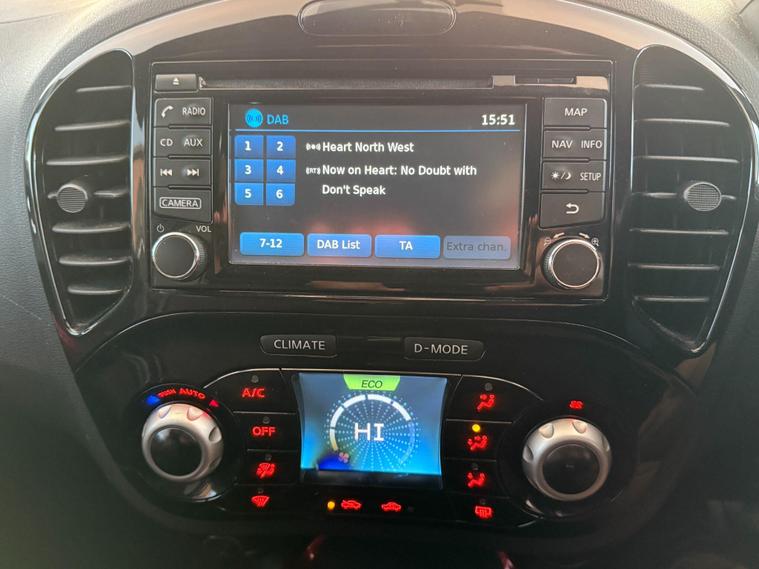 DAB 15:51
1 2 Heart North West
3 4 Now on Heart: No Doubt with
5 6 Don't Speak
7-12 DAB List TA Extra chan.
RADIO
CD AUX
CAMERA
VOL
MAP
NAV INFO
SETUP
CLIMATE D-MODE
PUSH AUTO
A/C
OFF
ECO
HI